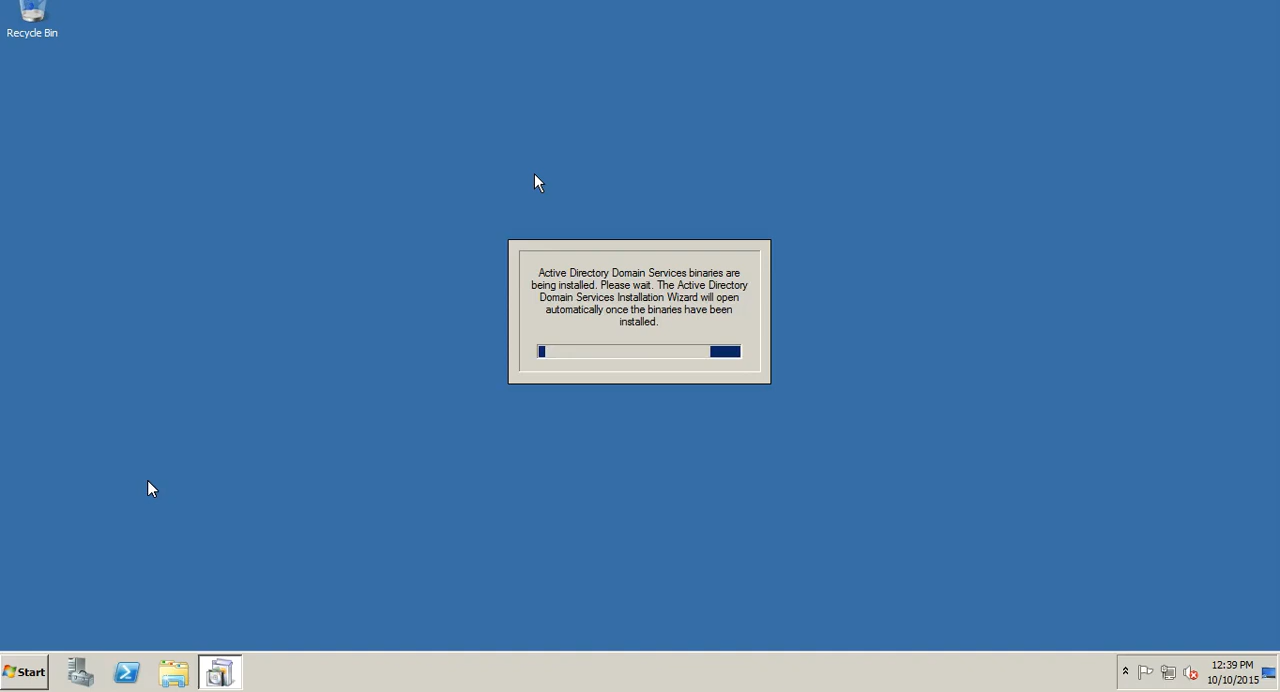 Recycle Bin
Active Directory Domain Services binaries are
being installed. Please wait. The Active Directory
Domain Services Installation Wizard will open
automatically once the binaries have been
installed.
Start
12:39 PM
10/10/2015